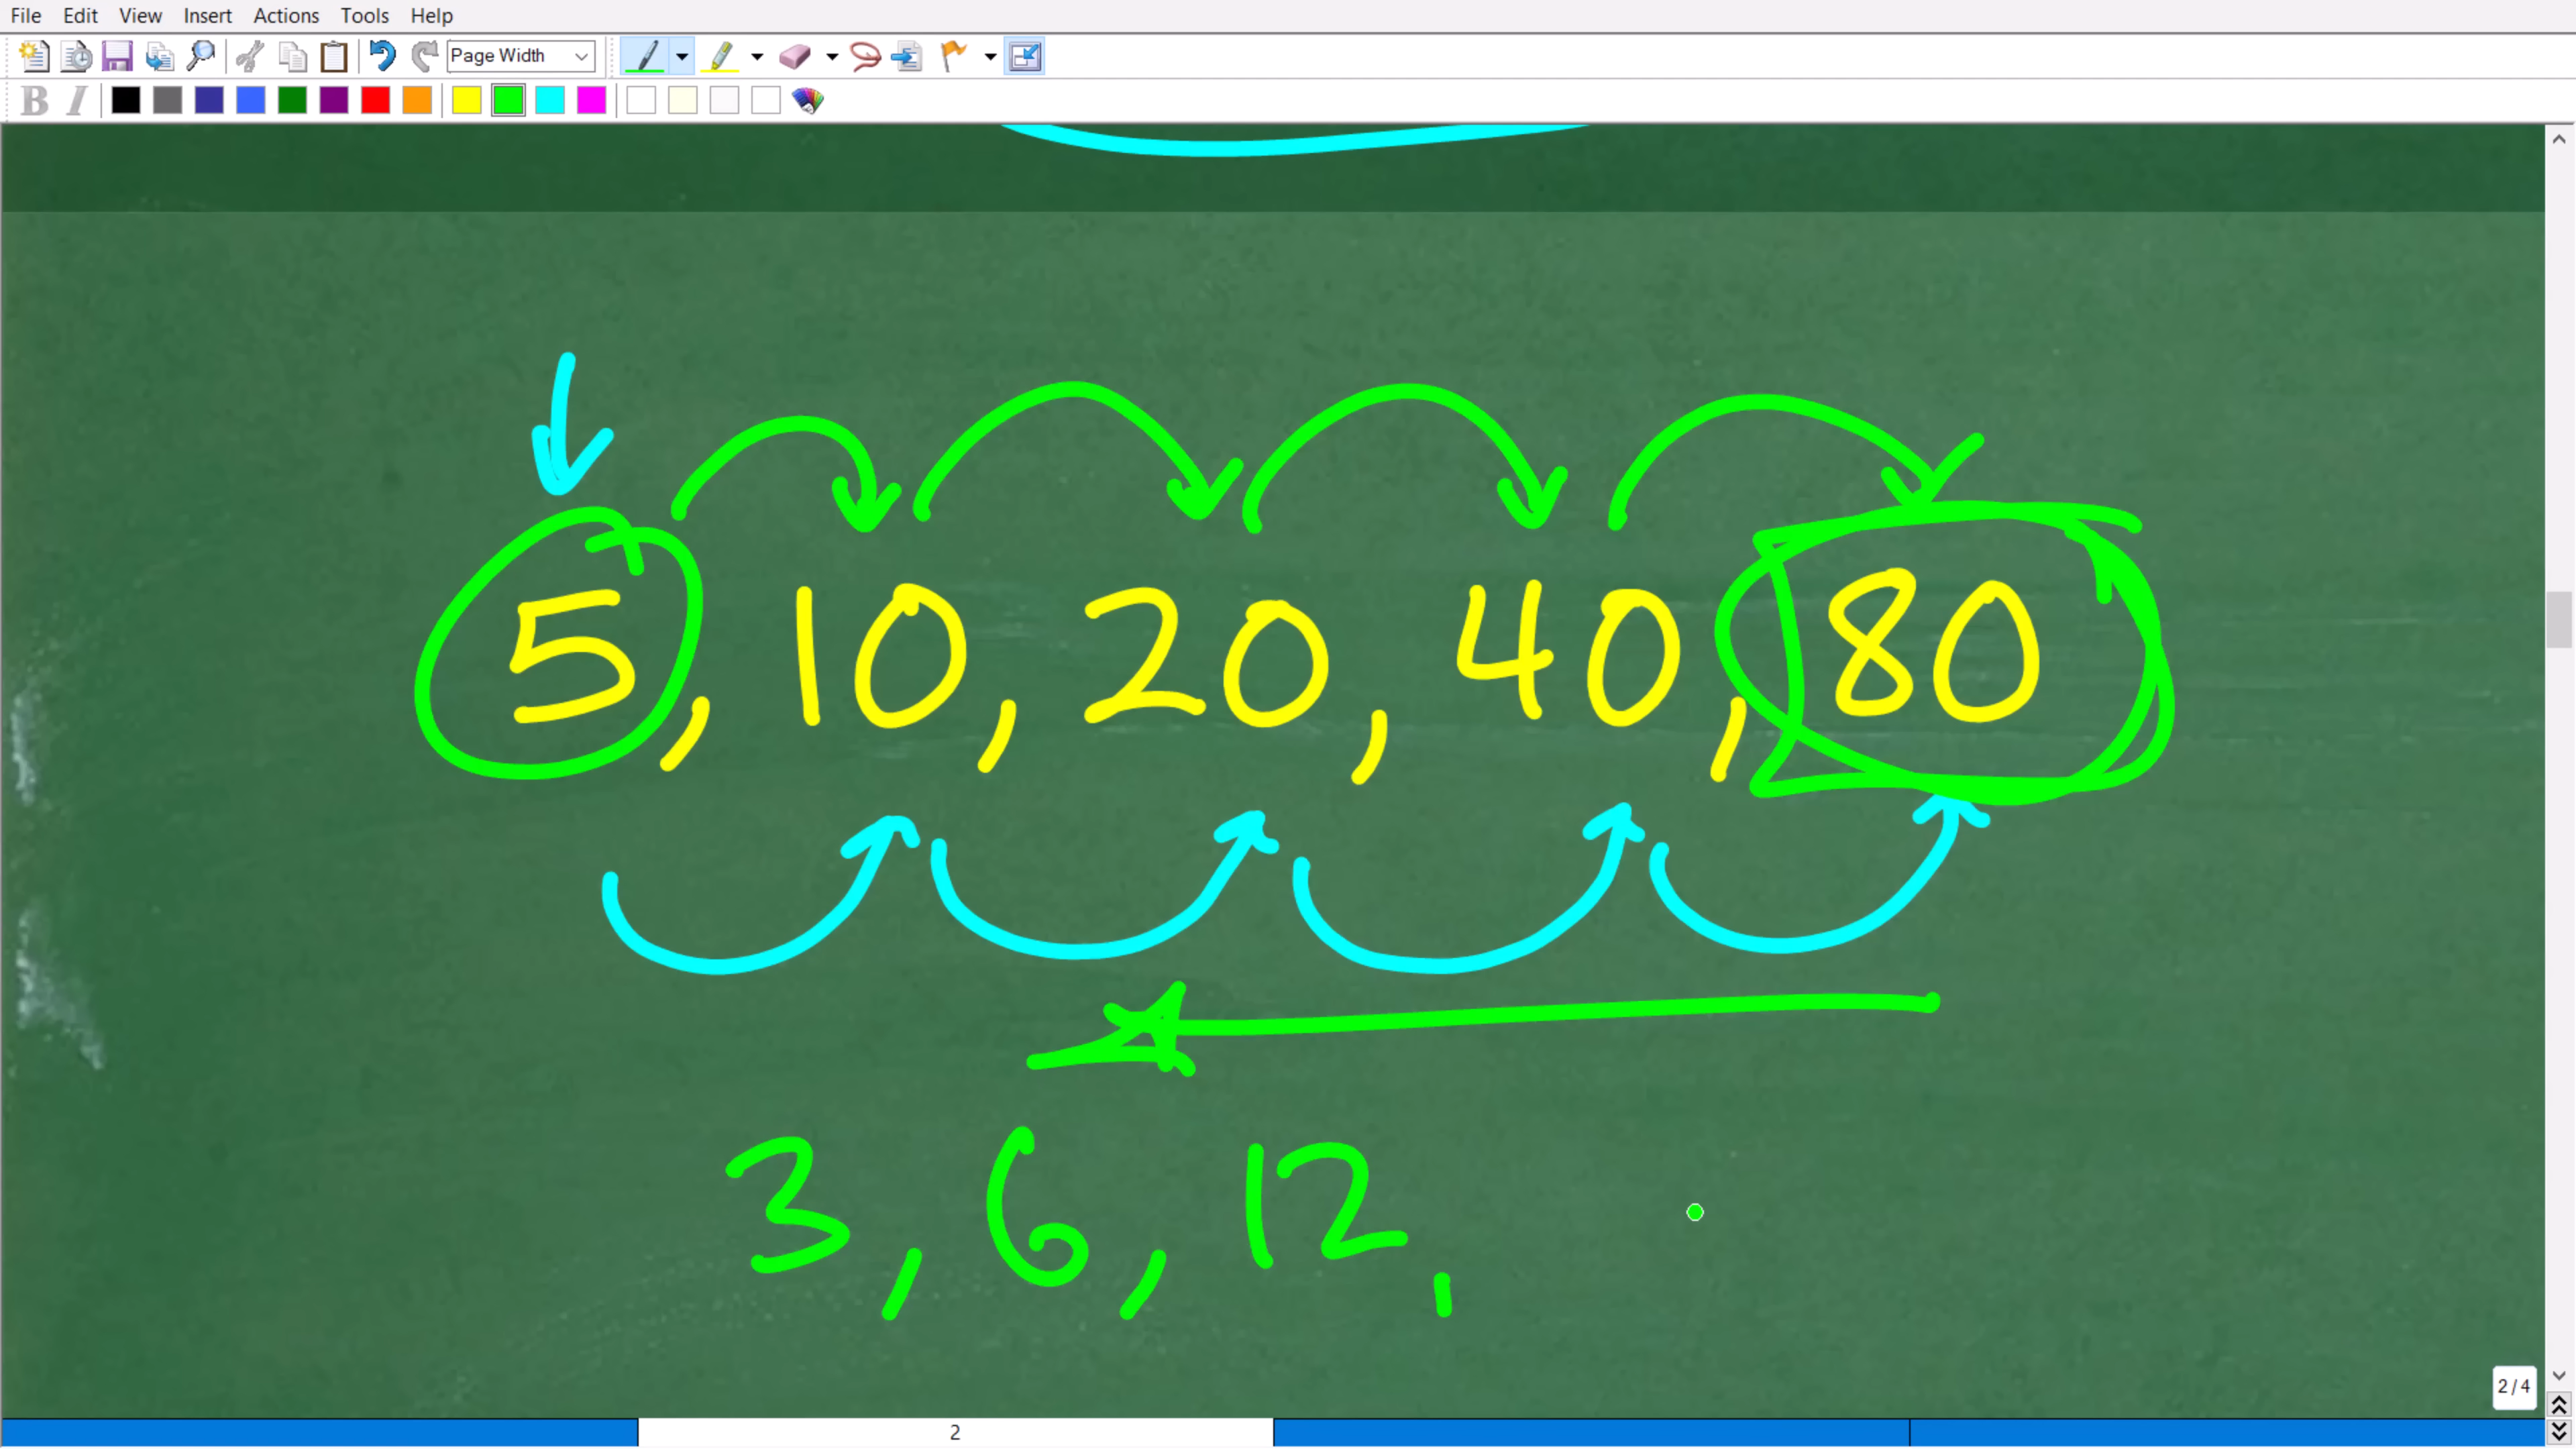 File Edit View Insert Actions Tools Help
Page Width
B I
5, 10, 20, 40, 80
3, 6, 12,
2 / 4
2